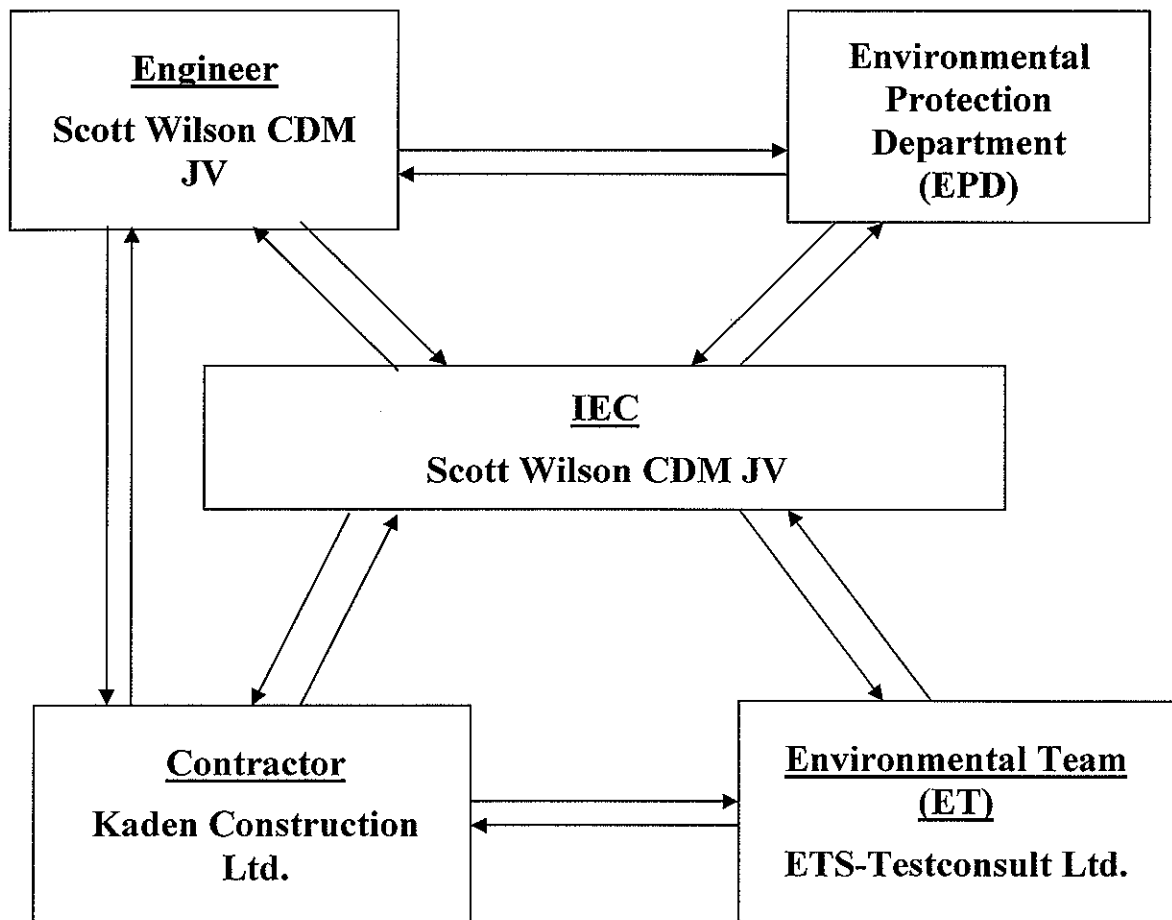 Engineer
Scott Wilson CDM
JV
Environmental
Protection
Department
(EPD)
IEC
Scott Wilson CDM JV
Contractor
Kaden Construction
Ltd.
Environmental Team
(ET)
ETS-Testconsult Ltd.